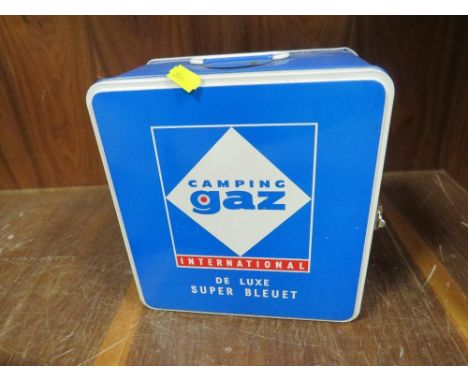 CAMPING
gaz
INTERNATIONAL
DE LUXE
SUPER BLEUET